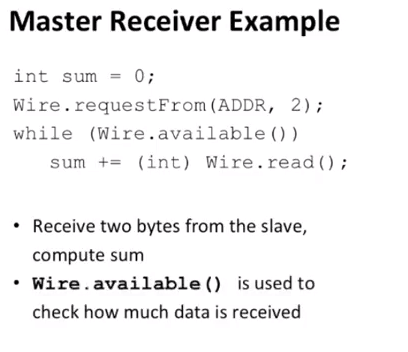 Master Receiver Example
int sum = 0;
Wire.requestFrom(ADDR, 2);
while (Wire.available())
   sum += (int) Wire.read();
• Receive two bytes from the slave,
compute sum
• Wire.available() is used to
check how much data is received